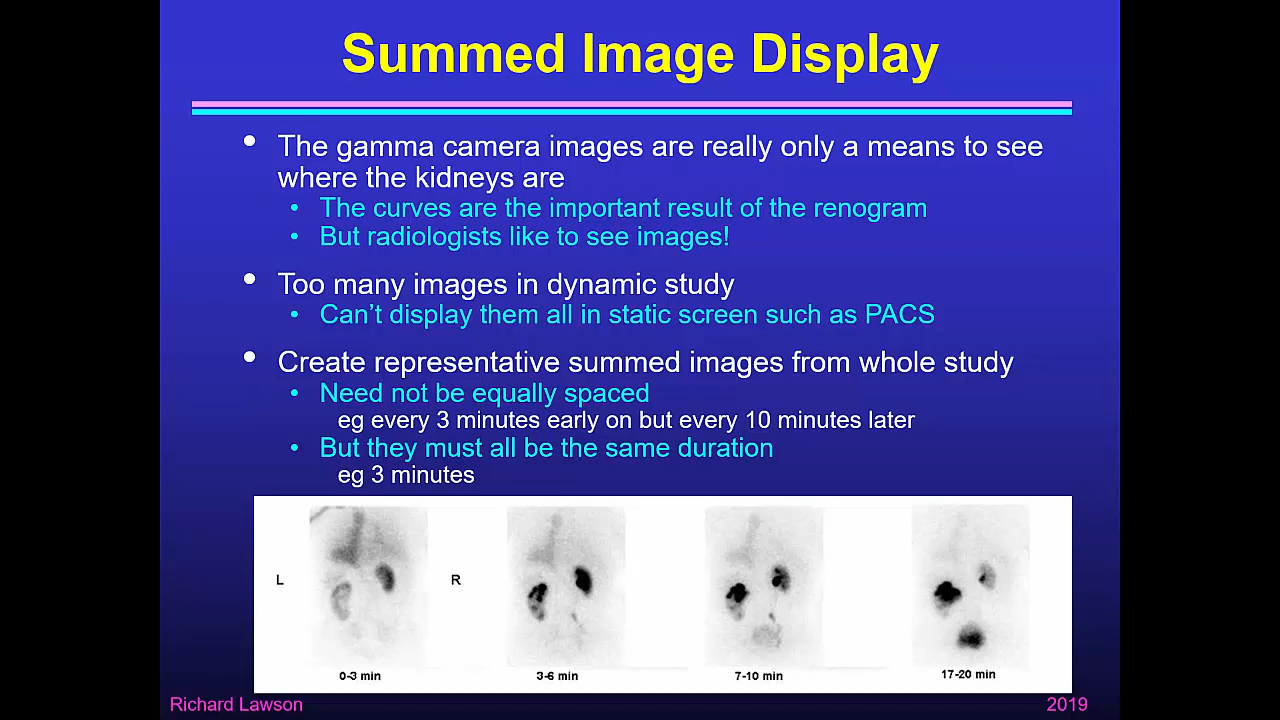 Summed Image Display
• The gamma camera images are really only a means to see
where the kidneys are
• The curves are the important result of the renogram
• But radiologists like to see images!
• Too many images in dynamic study
• Can't display them all in static screen such as PACS
• Create representative summed images from whole study
• Need not be equally spaced
eg every 3 minutes early on but every 10 minutes later
• But they must all be the same duration
eg 3 minutes
L R
0-3 min 3-6 min 7-10 min 17-20 min
Richard Lawson 2019